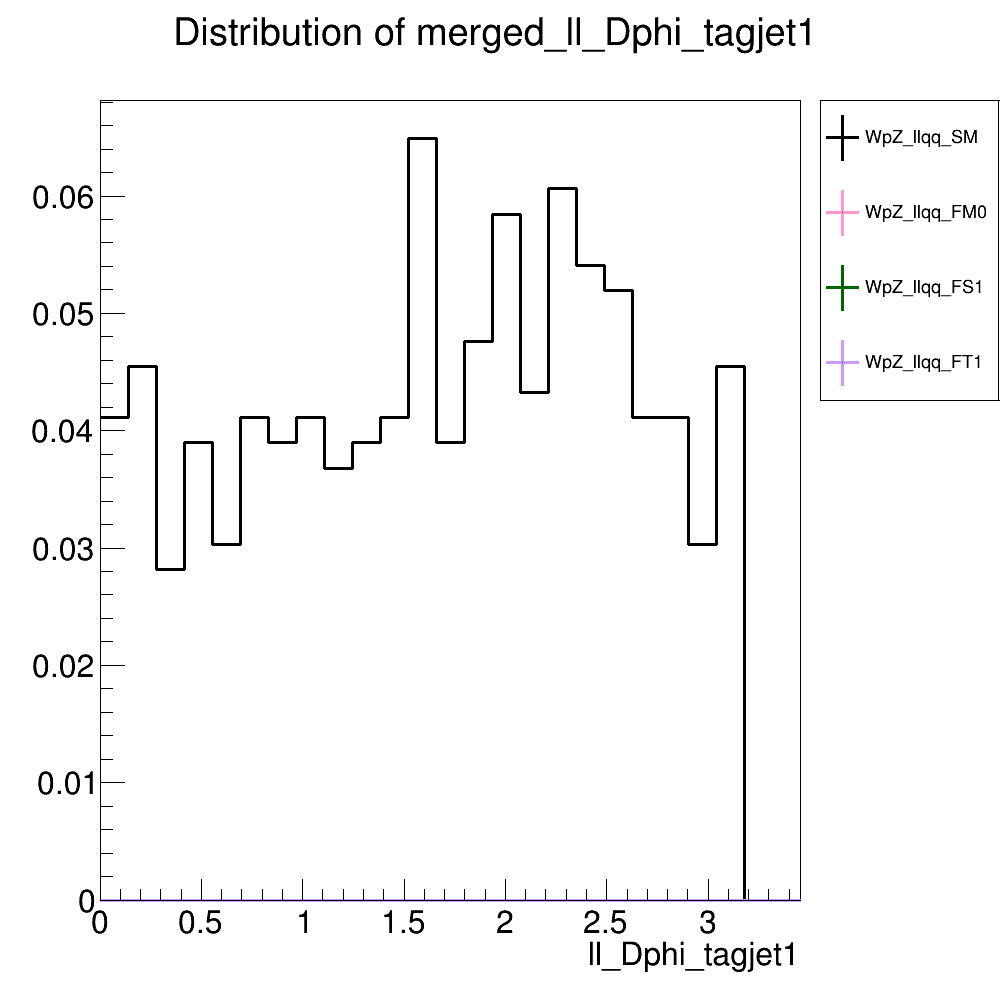 Distribution of merged_ll_Dphi_tagjet1
WpZ_llqq_SM
WpZ_llqq_FM0
WpZ_llqq_FS1
WpZ_llqq_FT1
0.06
0.05
0.04
0.03
0.02
0.01
0
0 0.5 1 1.5 2 2.5 3
ll_Dphi_tagjet1